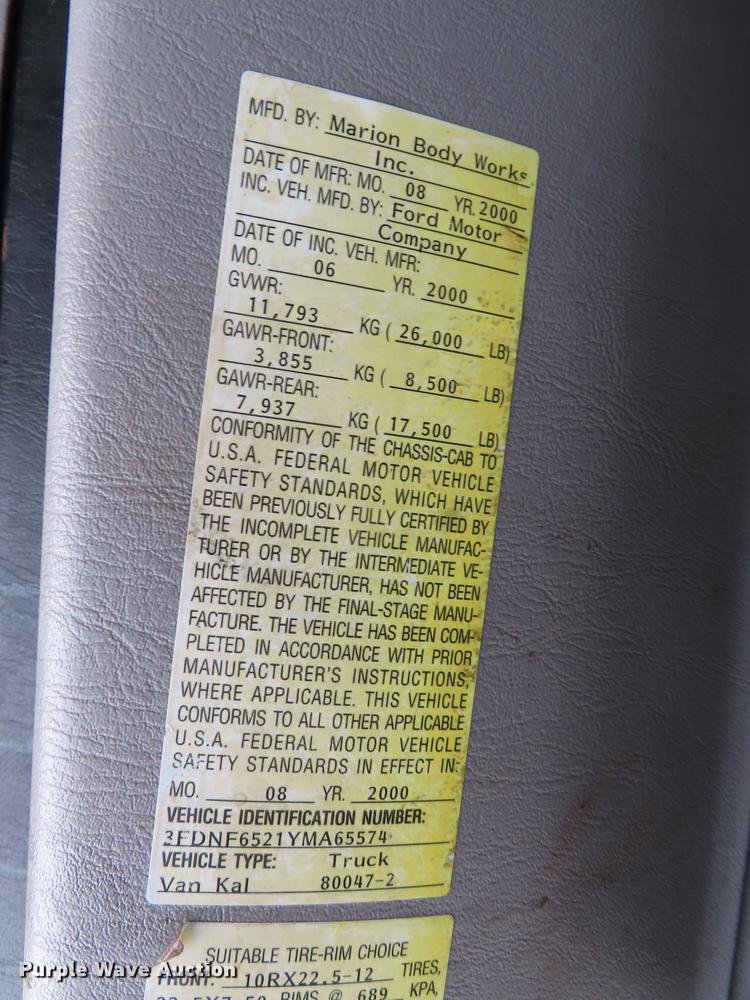 MFD. BY: Marion Body Works
Inc.
DATE OF MFR: MO. 08 YR. 2000
INC. VEH. MFD. BY: Ford Motor
Company
DATE OF INC. VEH. MFR:
MO. 06 YR. 2000
GVWR:
11,793 KG ( 26,000 LB)
GAWR-FRONT:
3,855 KG ( 8,500 LB)
GAWR-REAR:
7,937 KG ( 17,500 LB)
CONFORMITY OF THE CHASSIS-CAB TO
U.S.A. FEDERAL MOTOR VEHICLE
SAFETY STANDARDS, WHICH HAVE
BEEN PREVIOUSLY FULLY CERTIFIED BY
THE INCOMPLETE VEHICLE MANUFAC-
TURER OR BY THE INTERMEDIATE VE-
HICLE MANUFACTURER, HAS NOT BEEN
AFFECTED BY THE FINAL-STAGE MANU-
FACTURE. THE VEHICLE HAS BEEN COM-
PLETED IN ACCORDANCE WITH PRIOR
MANUFACTURER'S INSTRUCTIONS,
WHERE APPLICABLE. THIS VEHICLE
CONFORMS TO ALL OTHER APPLICABLE
U.S.A. FEDERAL MOTOR VEHICLE
SAFETY STANDARDS IN EFFECT IN:
MO. 08 YR. 2000
VEHICLE IDENTIFICATION NUMBER:
3FDNF6521YMA65574
VEHICLE TYPE: Truck
Van Kal 80047-2
SUITABLE TIRE-RIM CHOICE
FRONT: 10RX22.5-12 TIRES,
22.5X7.50 RIMS @ 689 KPA,
Purple Wave Auction